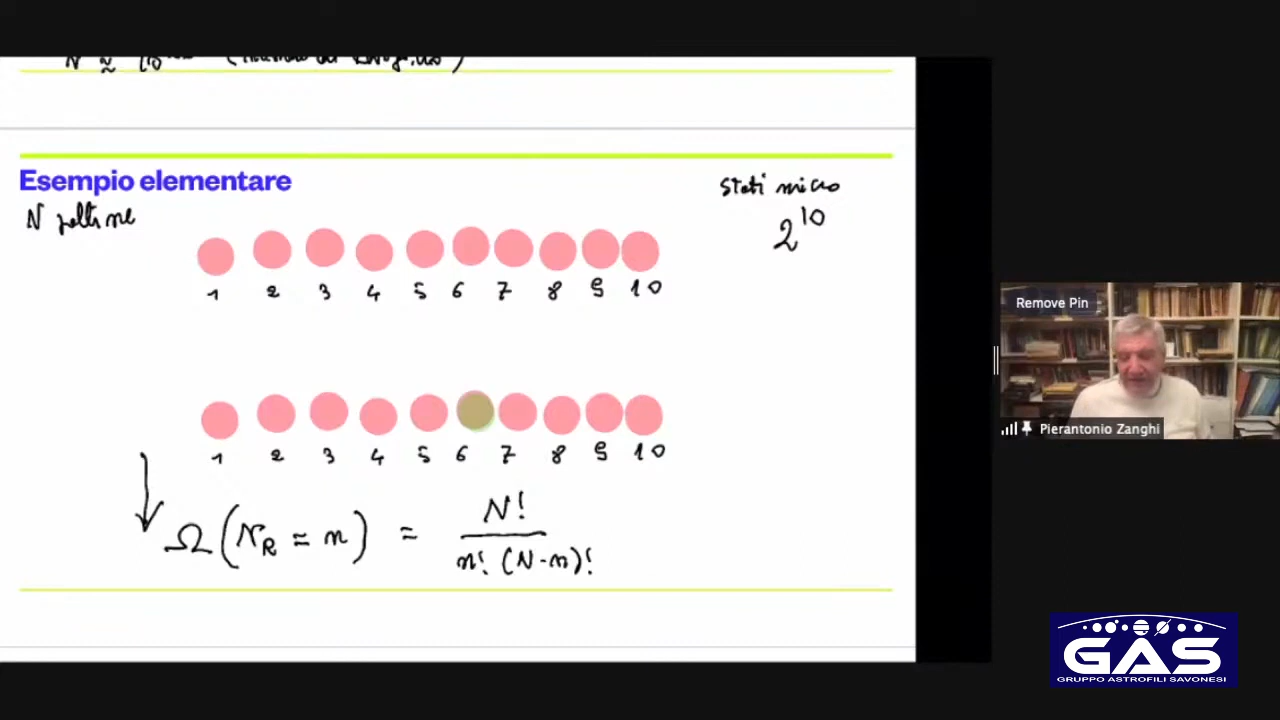 Esempio elementare
N palline
stati micro
2^10
1 2 3 4 5 6 7 8 9 10
1 2 3 4 5 6 7 8 9 10
Ω(N_R = n) = N! / n! (N-n)!
Remove Pin
Pierantonio Zanghi
GAS
GRUPPO ASTROFILI SAVONESI